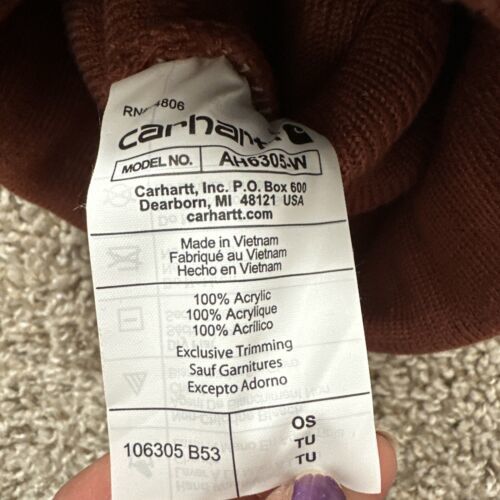 carhartt
MODEL NO. AH6305-W
Carhartt, Inc. P.O. Box 600
Dearborn, MI 48121 USA
carhartt.com
Made in Vietnam
Fabriqué au Vietnam
Hecho en Vietnam
100% Acrylic
100% Acrylique
100% Acrílico
Exclusive Trimming
Sauf Garnitures
Excepto Adorno
106305 B53
OS
TU
TU